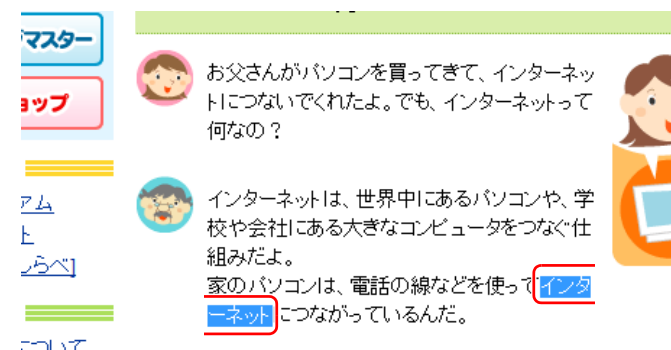 マスター
ョップ
アム
ト
しらべ]
について
お父さんがパソコンを買ってきて、インターネッ
トにつないでくれたよ。でも、インターネットって
何なの？
インターネットは、世界中にあるパソコンや、学
校や会社にある大きなコンピュータをつなぐ仕
組みだよ。
家のパソコンは、電話の線などを使ってインタ
ーネットにつながっているんだ。